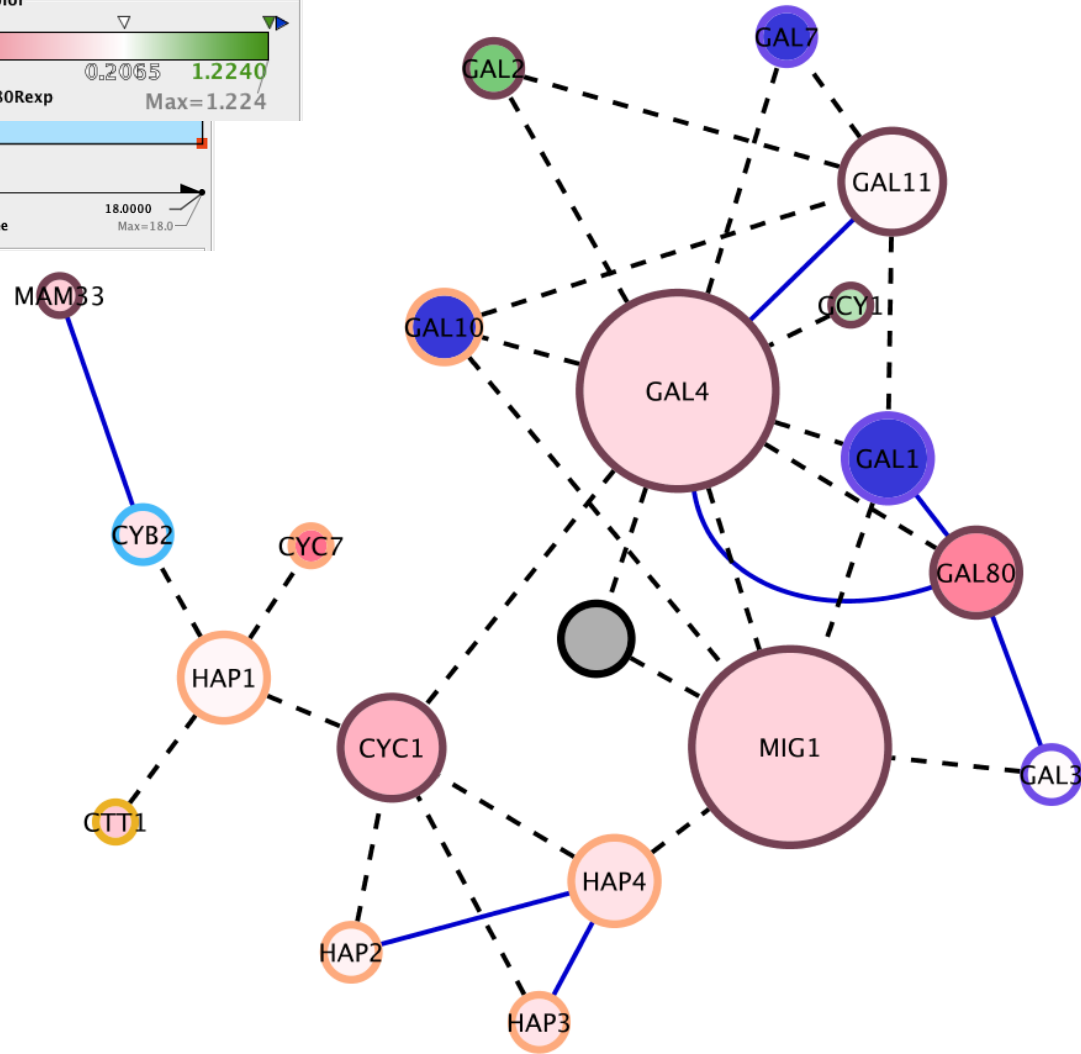 0.2065 1.2240
Max=1.224
18.0000
Max=18.0
GAL7
GAL2
GAL11
MAM33
GCY1
GAL10
GAL4
GAL1
CYB2
CYC7
GAL80
HAP1
CYC1
MIG1
GAL3
CTT1
HAP4
HAP2
HAP3